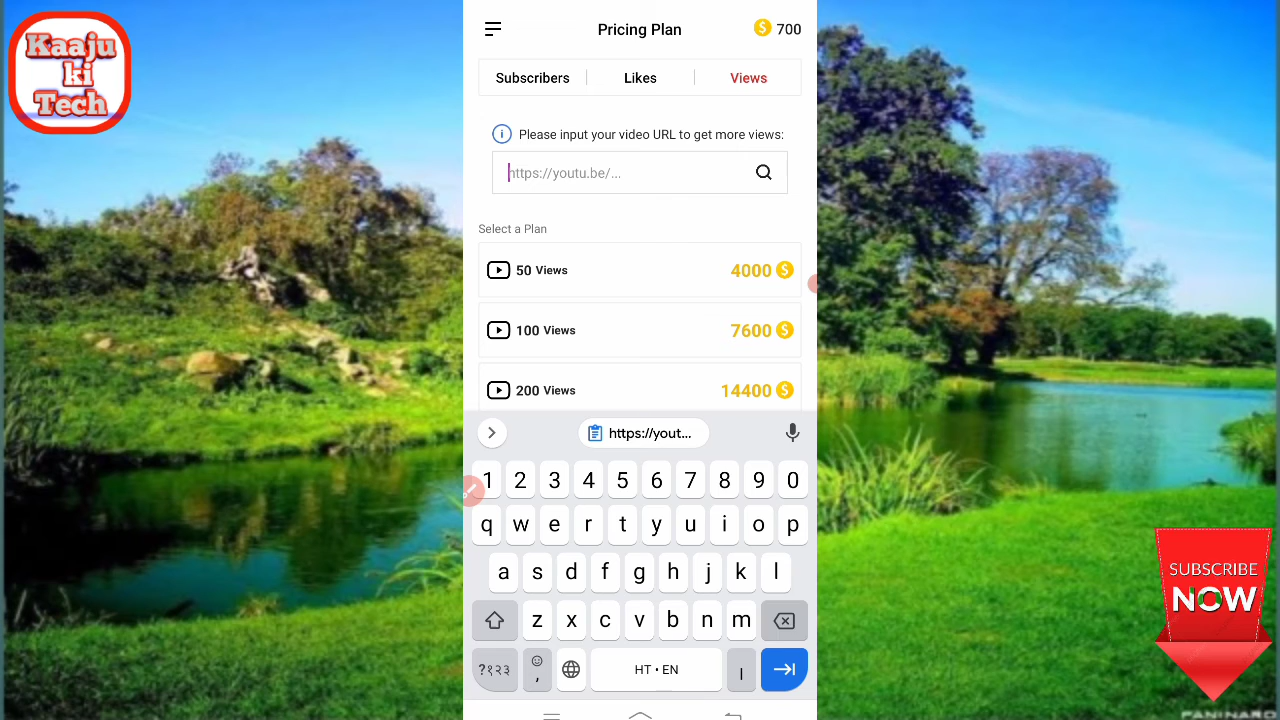 Kaaju
ki
Tech
Pricing Plan
700
Subscribers
Likes
Views
Please input your video URL to get more views:
https://youtu.be/...
Select a Plan
50 Views
4000
100 Views
7600
200 Views
14400
https://yout...
1 2 3 4 5 6 7 8 9 0
q w e r t y u i o p
a s d f g h j k l
z x c v b n m
?१२३
,
HT • EN
।
SUBSCRIBE
NOW
PANINARO